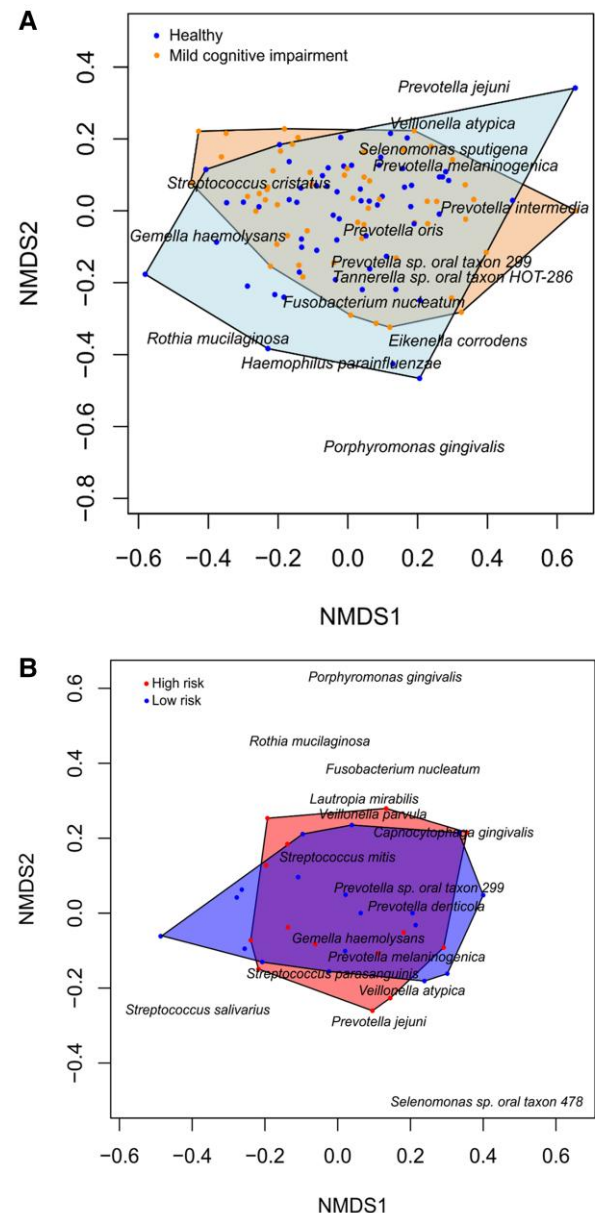 A
Healthy
Mild cognitive impairment
Prevotella jejuni
Veillonella atypica
Selenomonas sputigena
Prevotella melaninogenica
Streptococcus cristatus
Prevotella intermedia
Gemella haemolysans
Prevotella oris
Prevotella sp. oral taxon 299
Tannerella sp. oral taxon HOT-286
Fusobacterium nucleatum
Rothia mucilaginosa
Eikenella corrodens
Haemophilus parainfluenzae
Porphyromonas gingivalis
NMDS2
0.4
0.2
0.0
−0.2
−0.4
−0.6
−0.8
−0.6 −0.4 −0.2 0.0 0.2 0.4 0.6
NMDS1
B
High risk
Low risk
Porphyromonas gingivalis
Rothia mucilaginosa
Fusobacterium nucleatum
Lautropia mirabilis
Veillonella parvula
Capnocytophaga gingivalis
Streptococcus mitis
Prevotella sp. oral taxon 299
Prevotella denticola
Gemella haemolysans
Prevotella melaninogenica
Streptococcus parasanguinis
Veillonella atypica
Streptococcus salivarius
Prevotella jejuni
Selenomonas sp. oral taxon 478
NMDS2
0.6
0.4
0.2
0.0
−0.2
−0.4
−0.6 −0.4 −0.2 0.0 0.2 0.4 0.6
NMDS1